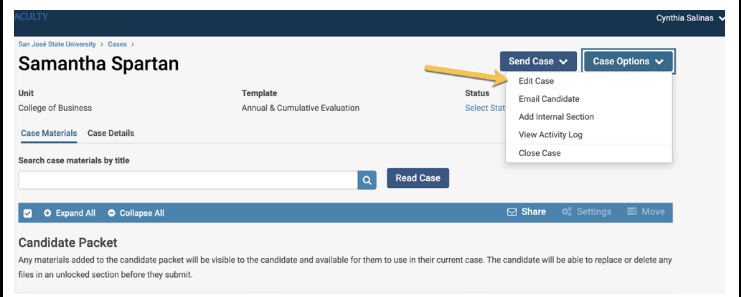 ACULTY
Cynthia Salinas
San José State University > Cases >
Samantha Spartan
Send Case
Case Options
Edit Case
Email Candidate
Add Internal Section
View Activity Log
Close Case
Unit
College of Business
Template
Annual & Cumulative Evaluation
Status
Select Stat
Case Materials
Case Details
Search case materials by title
Read Case
Expand All
Collapse All
Share
Settings
Move
Candidate Packet
Any materials added to the candidate packet will be visible to the candidate and available for them to use in their current case. The candidate will be able to replace or delete any
files in an unlocked section before they submit.